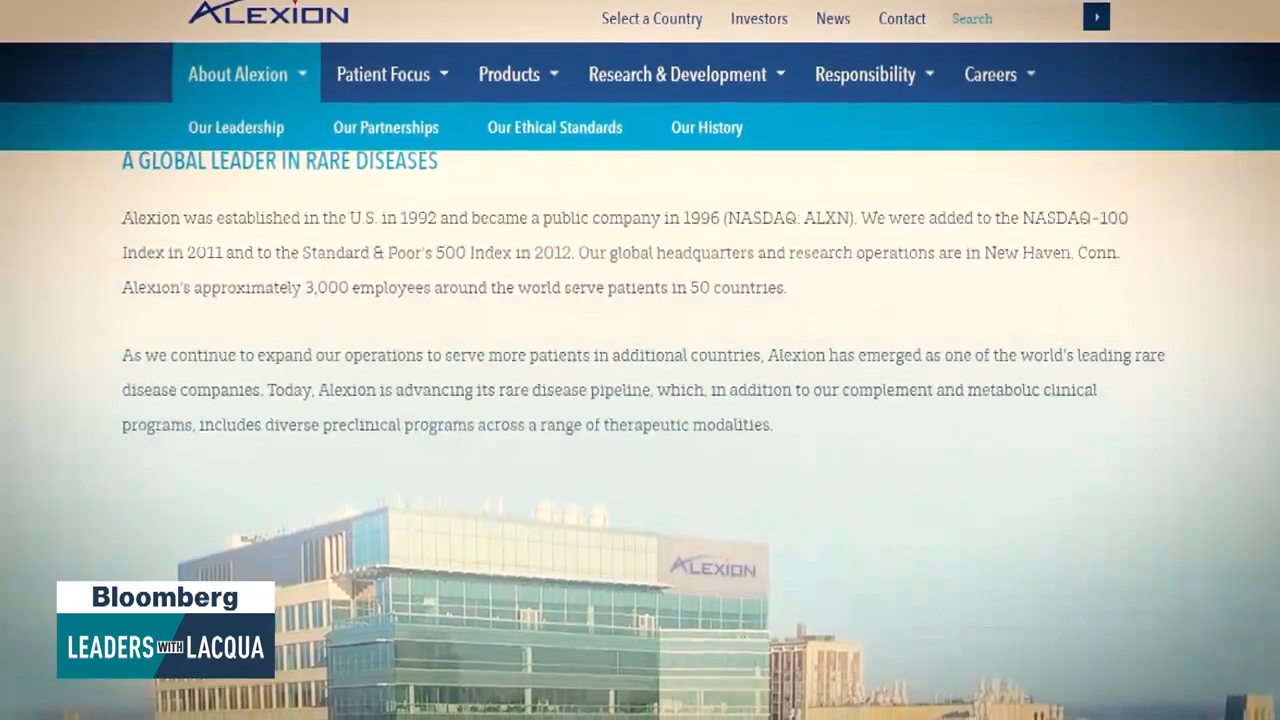 ALEXION
Select a Country Investors News Contact Search
About Alexion Patient Focus Products Research & Development Responsibility Careers
Our Leadership Our Partnerships Our Ethical Standards Our History
A GLOBAL LEADER IN RARE DISEASES
Alexion was established in the U.S. in 1992 and became a public company in 1996 (NASDAQ: ALXN). We were added to the NASDAQ-100
Index in 2011 and to the Standard & Poor's 500 Index in 2012. Our global headquarters and research operations are in New Haven, Conn.
Alexion's approximately 3,000 employees around the world serve patients in 50 countries.
As we continue to expand our operations to serve more patients in additional countries, Alexion has emerged as one of the world's leading rare
disease companies. Today, Alexion is advancing its rare disease pipeline, which, in addition to our complement and metabolic clinical
programs, includes diverse preclinical programs across a range of therapeutic modalities.
ALEXION
Bloomberg
LEADERS WITH LACQUA